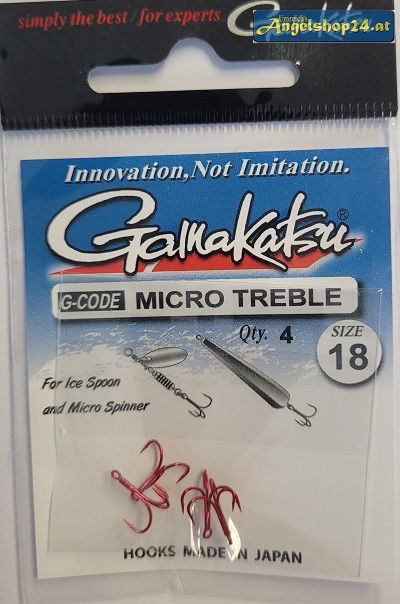 simply the best / for experts
Angelshop24.at
Innovation, Not Imitation.
Gamakatsu®
G-CODE MICRO TREBLE
Qty. 4
SIZE
18
For Ice Spoon
and Micro Spinner
HOOKS MADE IN JAPAN